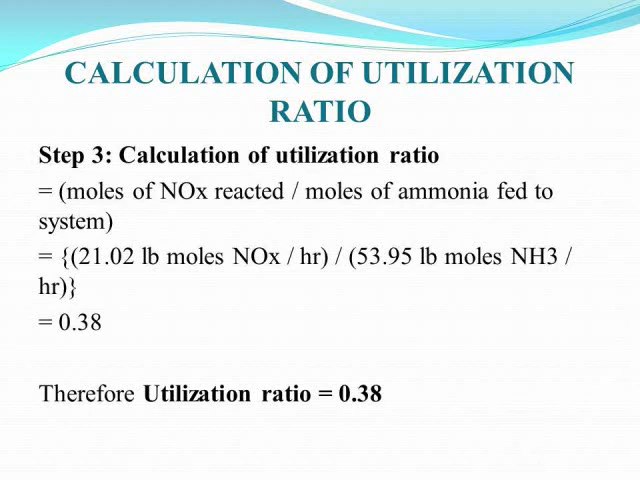 CALCULATION OF UTILIZATION
RATIO
Step 3: Calculation of utilization ratio
= (moles of NOx reacted / moles of ammonia fed to
system)
= {(21.02 lb moles NOx / hr) / (53.95 lb moles NH3 /
hr)}
= 0.38
Therefore Utilization ratio = 0.38